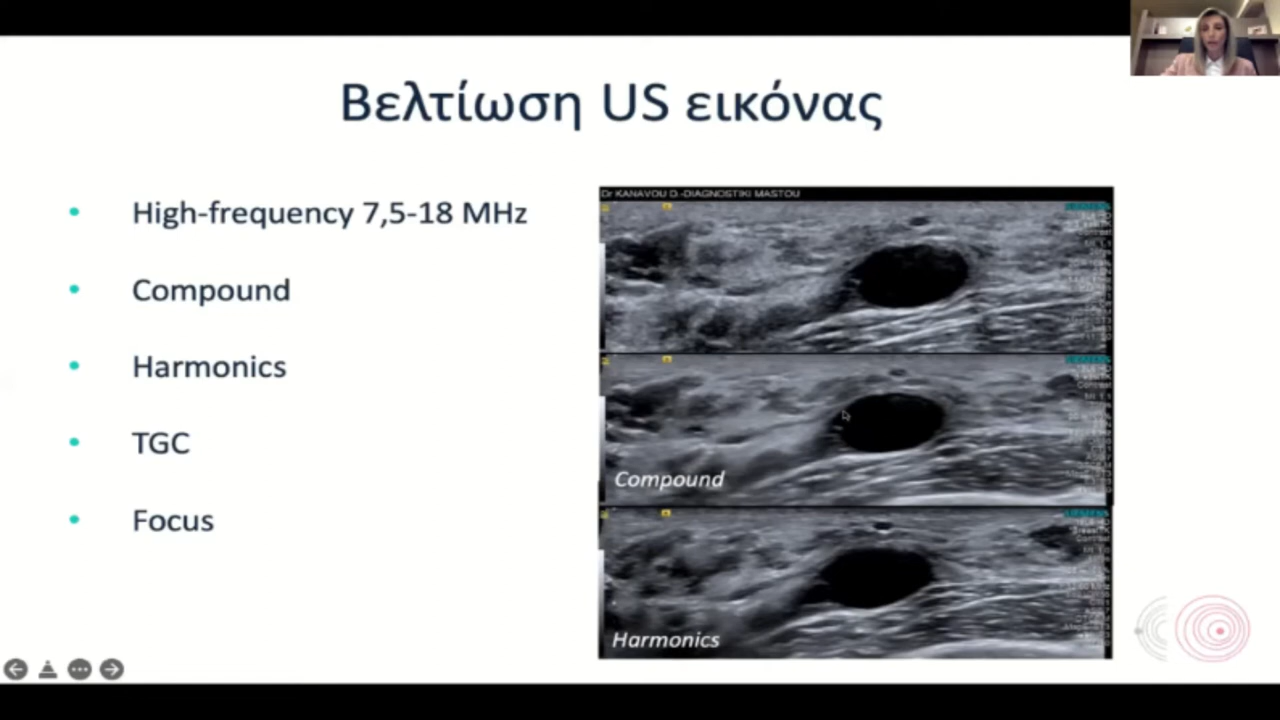 Βελτίωση US εικόνας
• High-frequency 7,5-18 MHz
• Compound
• Harmonics
• TGC
• Focus
Dr KANAVOU D.-DIAGNOSTIKI MASTOU
Compound
Harmonics